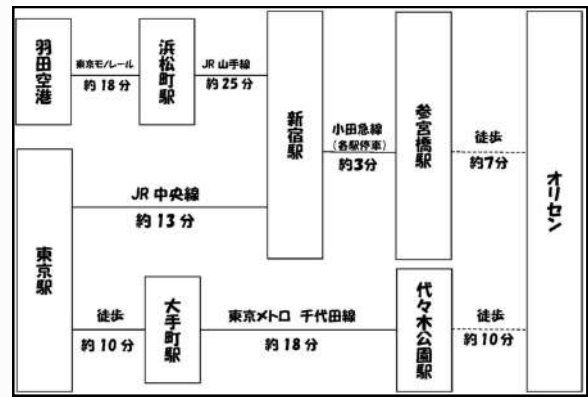 羽田空港
東京モノレール
約18分
浜松町駅
JR 山手線
約25分
新宿駅
小田急線
(各駅停車)
約3分
参宮橋駅
徒歩
約7分
オリセン
東京駅
JR 中央線
約13分
徒歩
約10分
大手町駅
東京メトロ 千代田線
約18分
代々木公園駅
徒歩
約10分